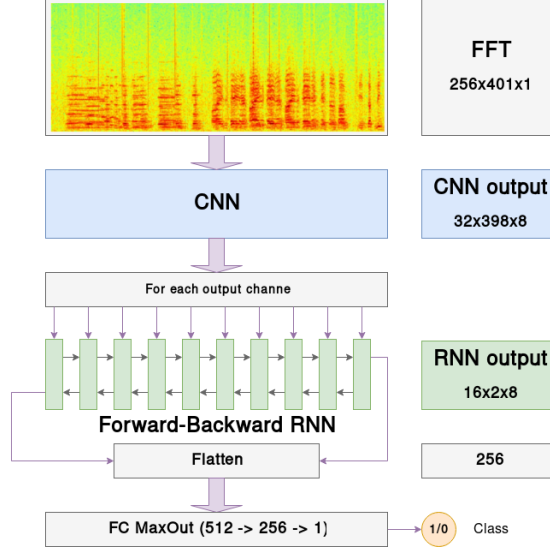 FFT
256x401x1
CNN
CNN output
32x398x8
For each output channe
RNN output
16x2x8
Forward-Backward RNN
Flatten
256
FC MaxOut (512 -> 256 -> 1)
1/0
Class